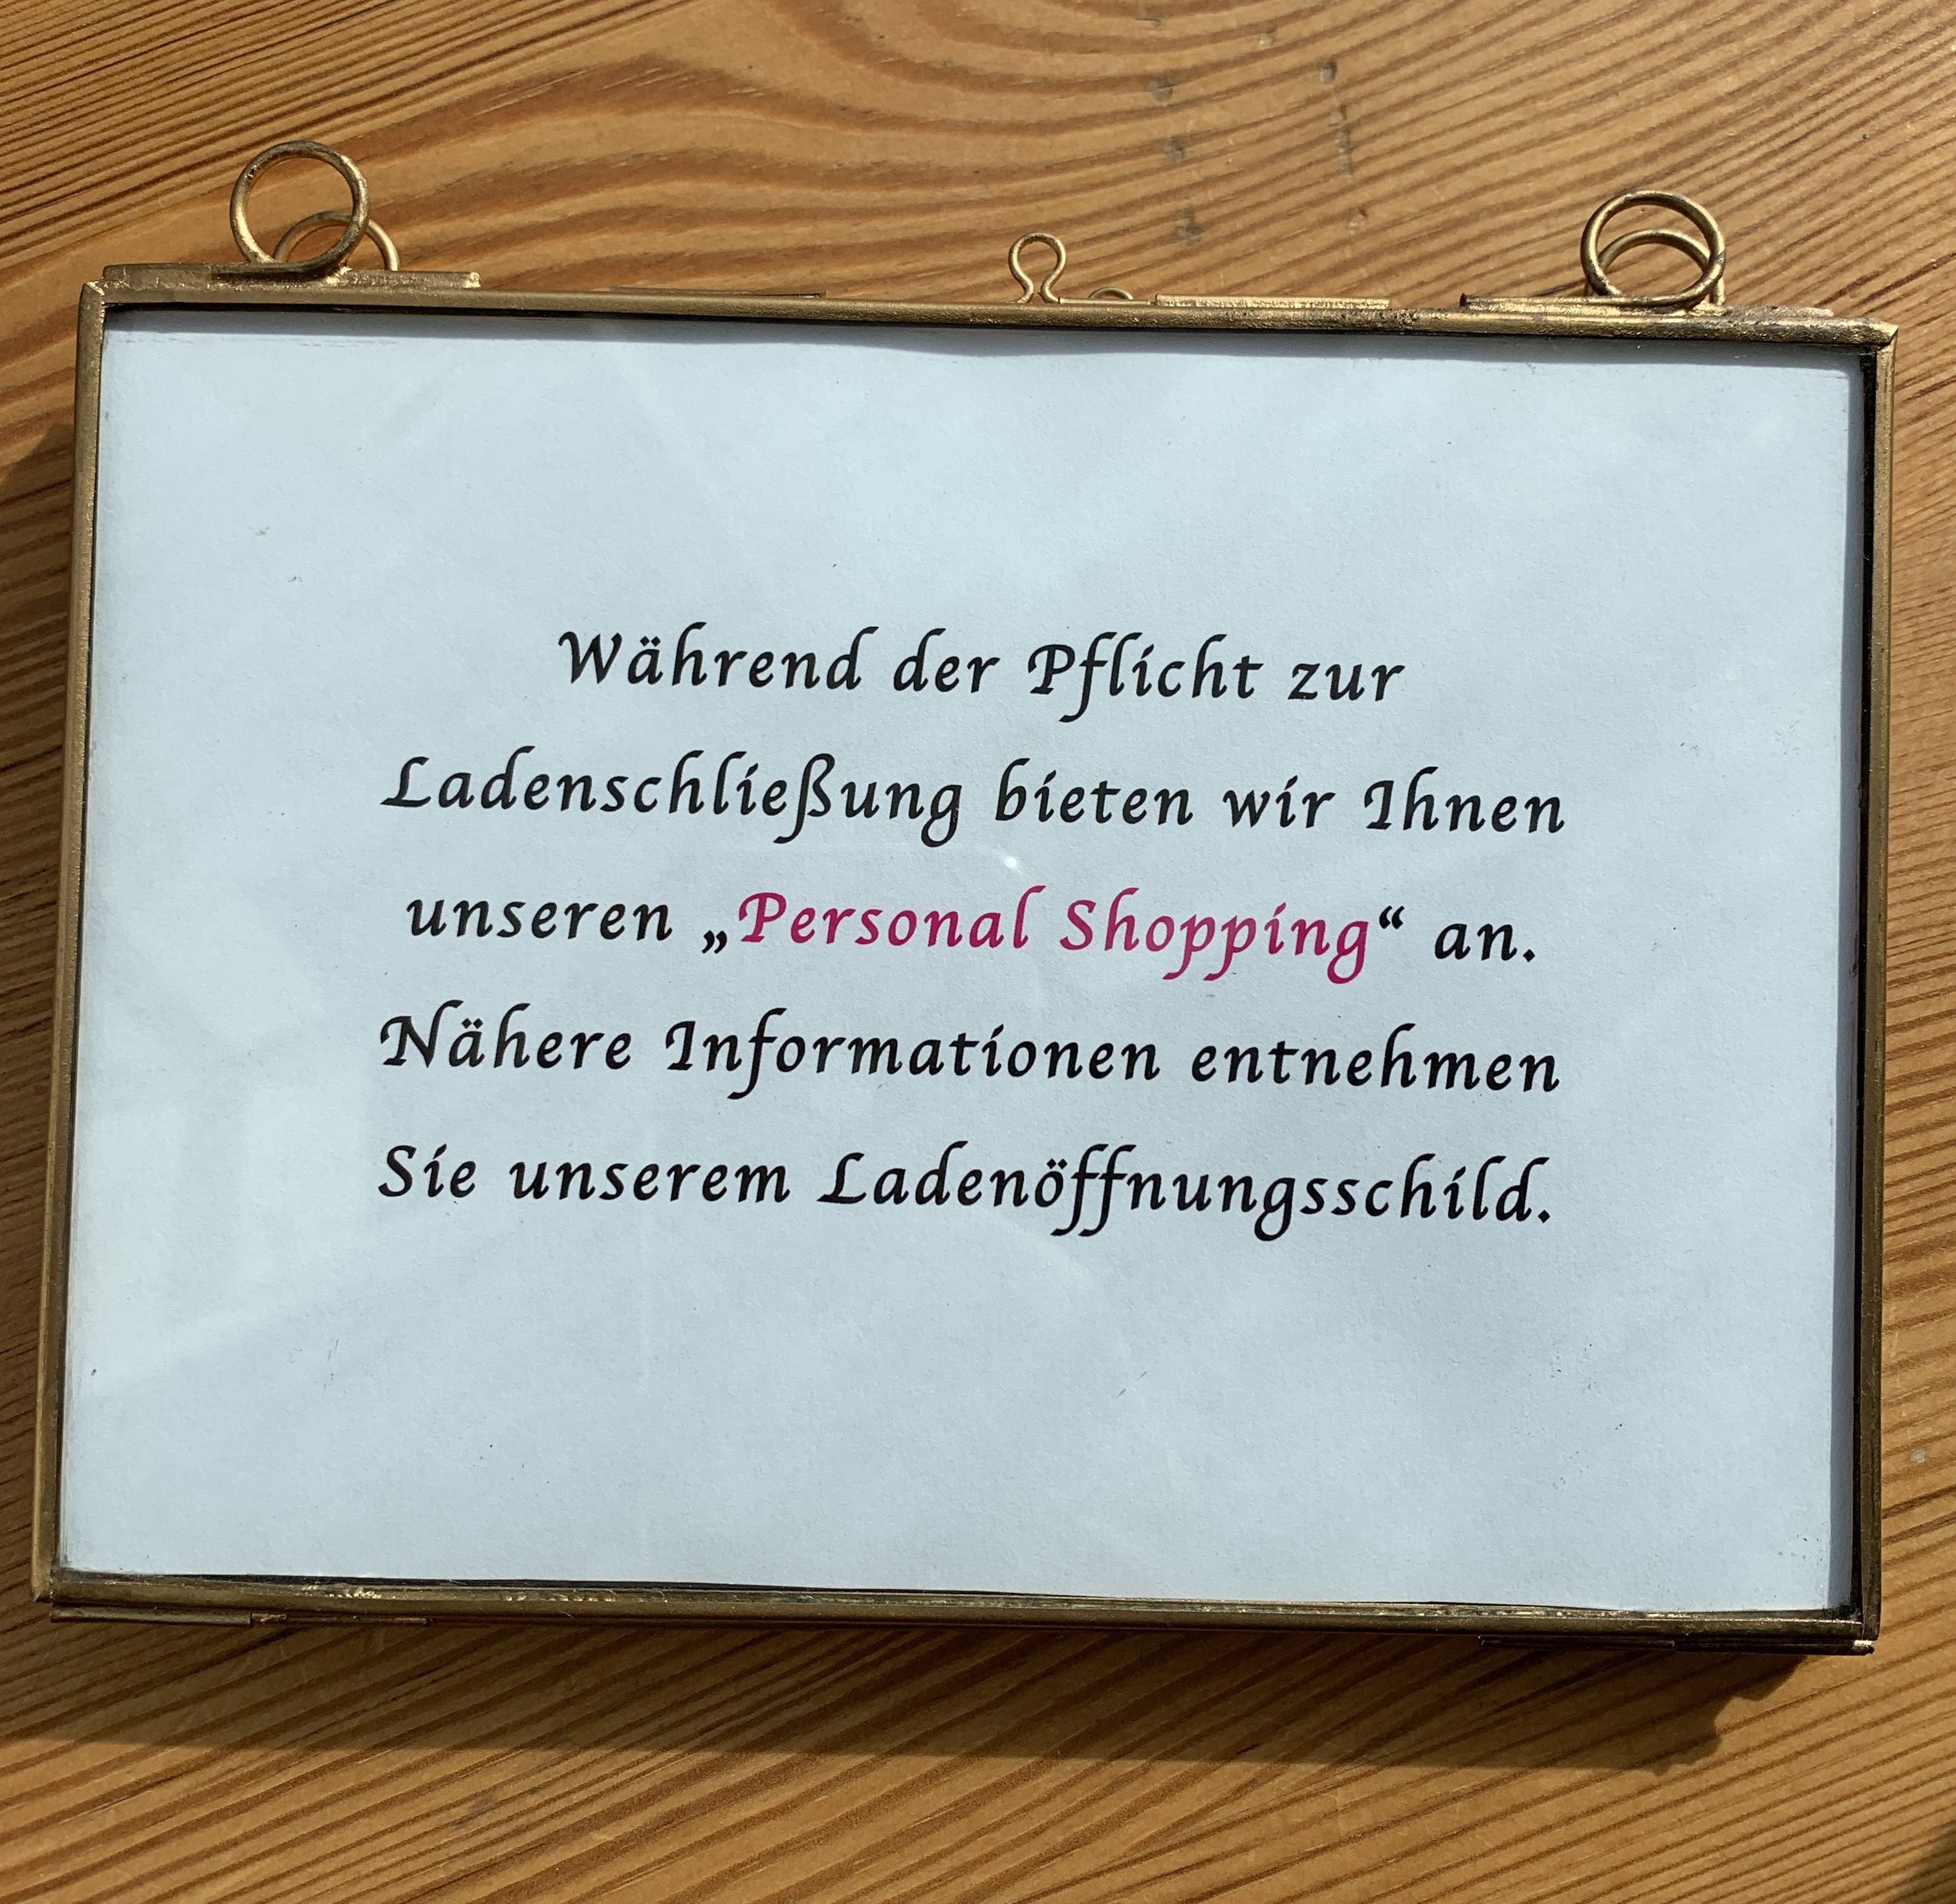 Während der Pflicht zur
Ladenschließung bieten wir Ihnen
unseren „Personal Shopping“ an.
Nähere Informationen entnehmen
Sie unserem Ladenöffnungsschild.